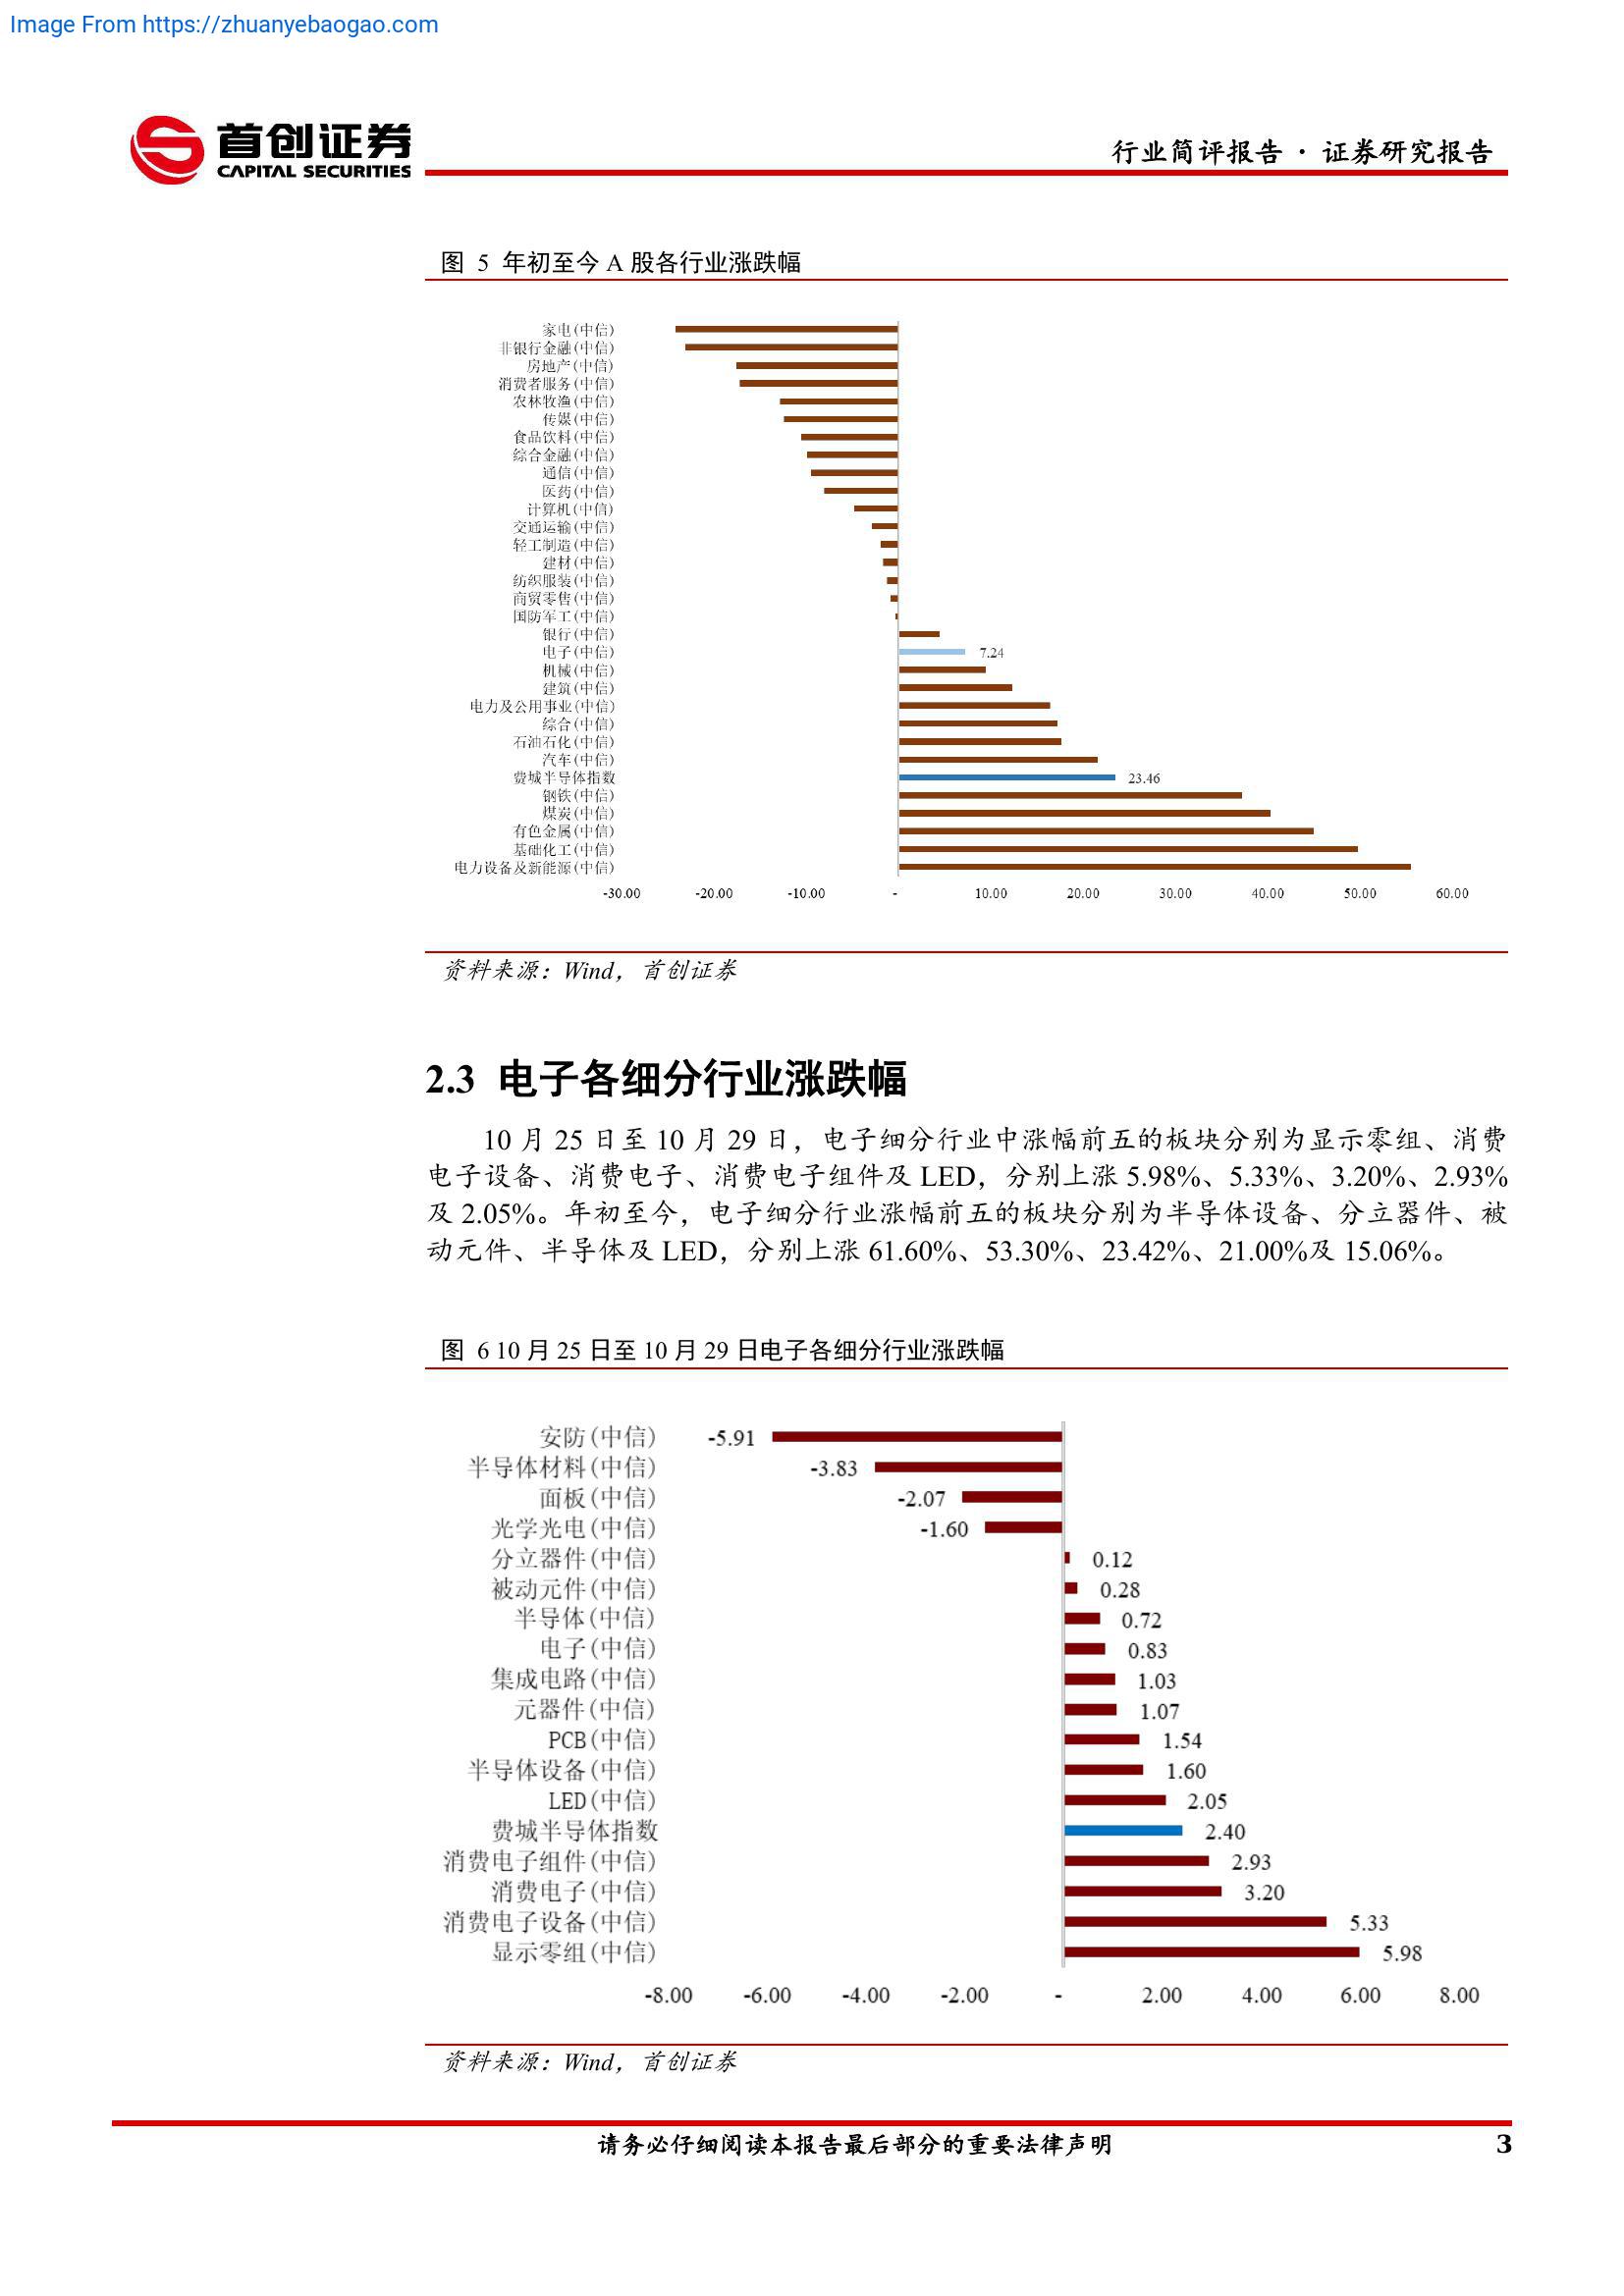 Image From https://zhuanyebaogao.com
首创证券
CAPITAL SECURITIES
行业简评报告 · 证券研究报告
图 5 年初至今 A 股各行业涨跌幅
家电(中信)
非银行金融(中信)
房地产(中信)
消费者服务(中信)
农林牧渔(中信)
传媒(中信)
食品饮料(中信)
综合金融(中信)
通信(中信)
医药(中信)
计算机(中信)
交通运输(中信)
轻工制造(中信)
建材(中信)
纺织服装(中信)
商贸零售(中信)
国防军工(中信)
银行(中信)
电子(中信) 7.24
机械(中信)
建筑(中信)
电力及公用事业(中信)
综合(中信)
石油石化(中信)
汽车(中信)
费城半导体指数 23.46
钢铁(中信)
煤炭(中信)
有色金属(中信)
基础化工(中信)
电力设备及新能源(中信)
-30.00 -20.00 -10.00 - 10.00 20.00 30.00 40.00 50.00 60.00
资料来源：Wind，首创证券
2.3 电子各细分行业涨跌幅
10 月 25 日至 10 月 29 日，电子细分行业中涨幅前五的板块分别为显示零组、消费
电子设备、消费电子、消费电子组件及 LED，分别上涨 5.98%、5.33%、3.20%、2.93%
及 2.05%。年初至今，电子细分行业涨幅前五的板块分别为半导体设备、分立器件、被
动元件、半导体及 LED，分别上涨 61.60%、53.30%、23.42%、21.00%及 15.06%。
图 6 10 月 25 日至 10 月 29 日电子各细分行业涨跌幅
安防(中信) -5.91
半导体材料(中信) -3.83
面板(中信) -2.07
光学光电(中信) -1.60
分立器件(中信) 0.12
被动元件(中信) 0.28
半导体(中信) 0.72
电子(中信) 0.83
集成电路(中信) 1.03
元器件(中信) 1.07
PCB(中信) 1.54
半导体设备(中信) 1.60
LED(中信) 2.05
费城半导体指数 2.40
消费电子组件(中信) 2.93
消费电子(中信) 3.20
消费电子设备(中信) 5.33
显示零组(中信) 5.98
-8.00 -6.00 -4.00 -2.00 - 2.00 4.00 6.00 8.00
资料来源：Wind，首创证券
请务必仔细阅读本报告最后部分的重要法律声明 3